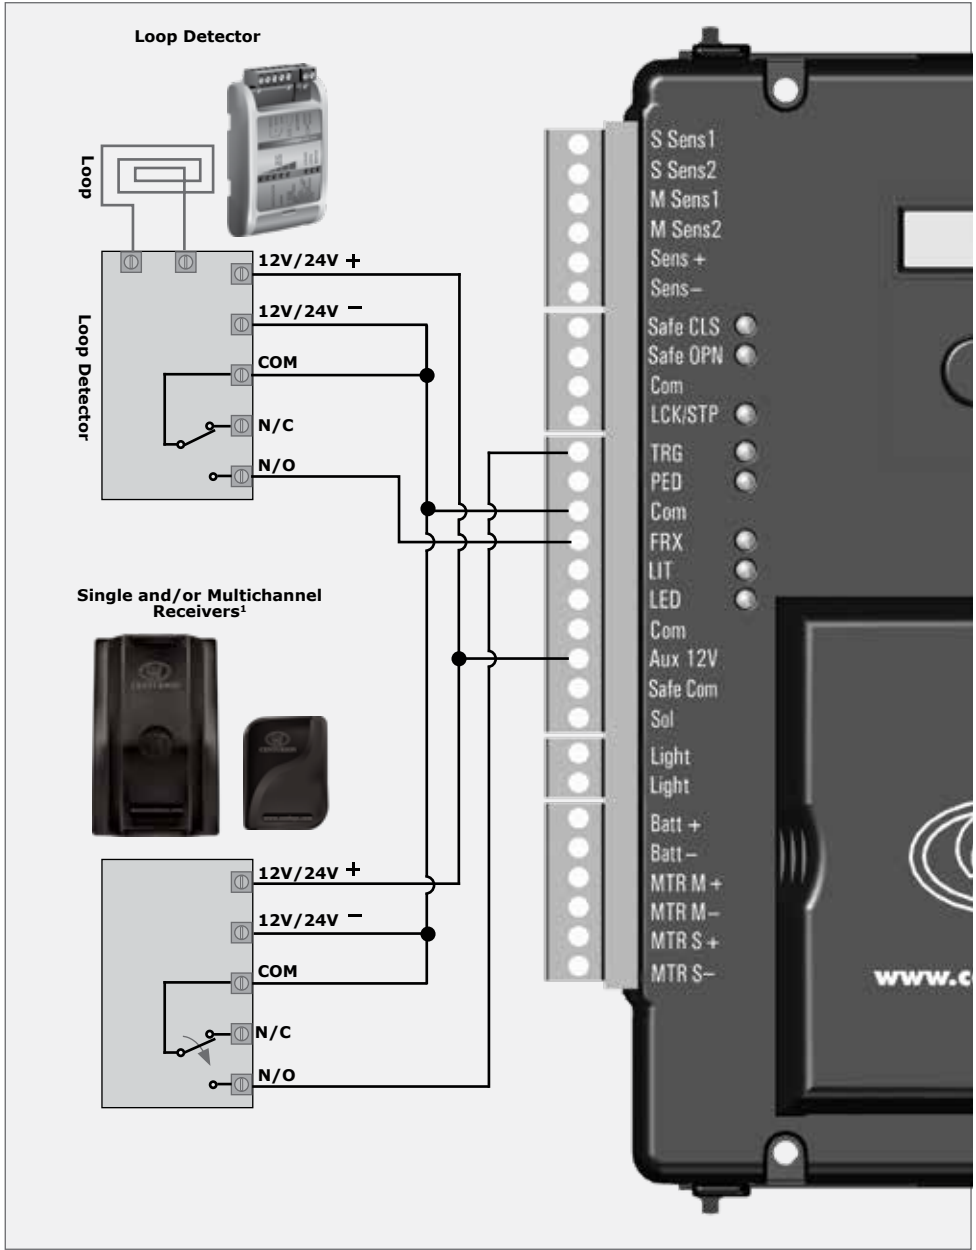 Loop Detector
Loop
12V/24V +
12V/24V −
COM
N/C
N/O
Loop Detector
Single and/or Multichannel
Receivers¹
CENTURION
CENTURION
12V/24V +
12V/24V −
COM
N/C
N/O
S Sens1
S Sens2
M Sens1
M Sens2
Sens +
Sens−
Safe CLS
Safe OPN
Com
LCK/STP
TRG
PED
Com
FRX
LIT
LED
Com
Aux 12V
Safe Com
Sol
Light
Light
Batt +
Batt −
MTR M +
MTR M−
MTR S +
MTR S−
www.c